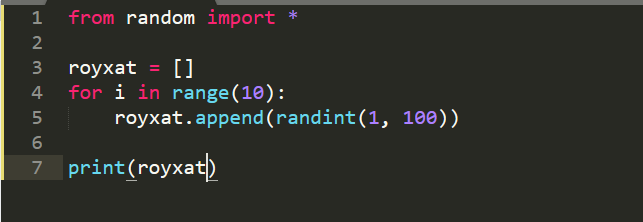 1 from random import *
2
3 royxat = []
4 for i in range(10):
5     royxat.append(randint(1, 100))
6
7 print(royxat)